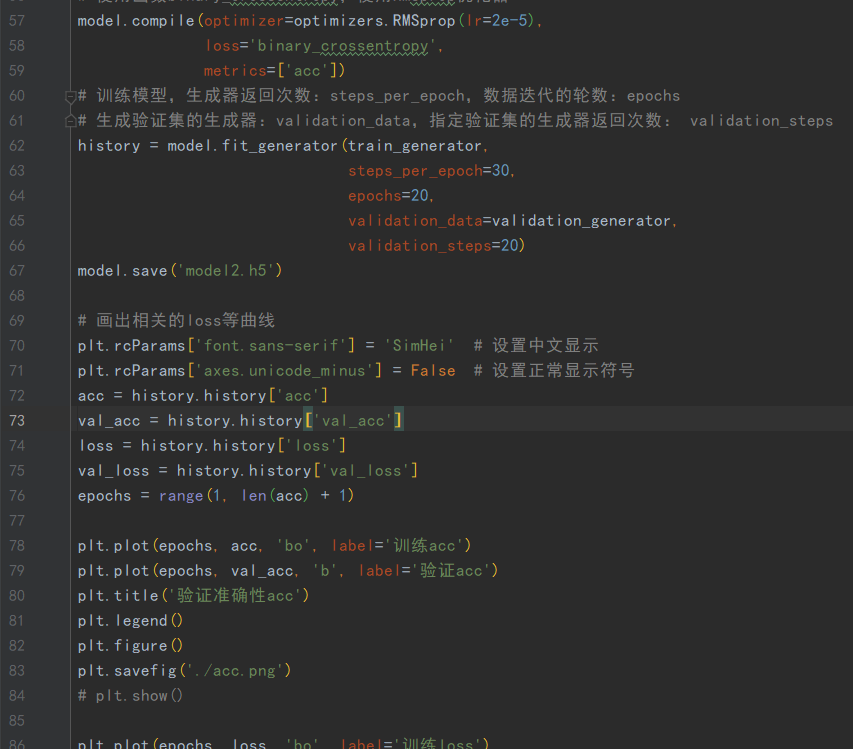 57 model.compile(optimizer=optimizers.RMSprop(lr=2e-5),
58 loss='binary_crossentropy',
59 metrics=['acc'])
60 # 训练模型，生成器返回次数：steps_per_epoch，数据迭代的轮数：epochs
61 # 生成验证集的生成器：validation_data，指定验证集的生成器返回次数： validation_steps
62 history = model.fit_generator(train_generator,
63 steps_per_epoch=30,
64 epochs=20,
65 validation_data=validation_generator,
66 validation_steps=20)
67 model.save('model2.h5')
68
69 # 画出相关的loss等曲线
70 plt.rcParams['font.sans-serif'] = 'SimHei' # 设置中文显示
71 plt.rcParams['axes.unicode_minus'] = False # 设置正常显示符号
72 acc = history.history['acc']
73 val_acc = history.history['val_acc']
74 loss = history.history['loss']
75 val_loss = history.history['val_loss']
76 epochs = range(1, len(acc) + 1)
77
78 plt.plot(epochs, acc, 'bo', label='训练acc')
79 plt.plot(epochs, val_acc, 'b', label='验证acc')
80 plt.title('验证准确性acc')
81 plt.legend()
82 plt.figure()
83 plt.savefig('./acc.png')
84 # plt.show()
85
86 plt.plot(epochs, loss, 'bo', label='训练loss')